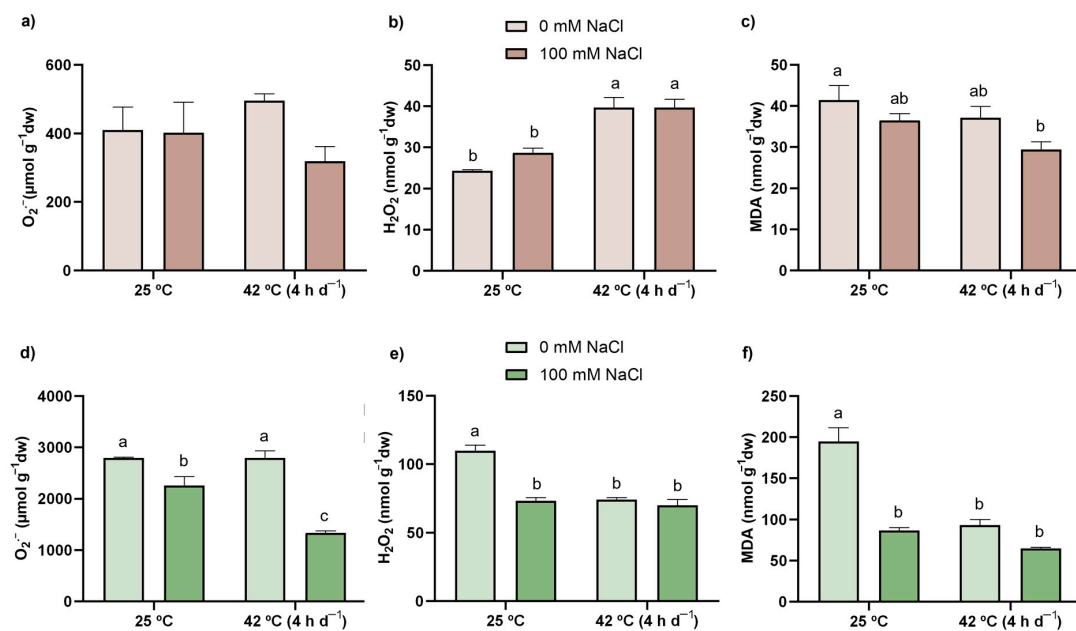 a)
O₂·⁻(µmol g⁻¹dw)
600
400
200
0
25 ºC
42 ºC (4 h d⁻¹)
b)
0 mM NaCl
100 mM NaCl
H₂O₂ (nmol g⁻¹dw)
50
40
30
20
10
0
b
b
a
a
25 ºC
42 ºC (4 h d⁻¹)
c)
MDA (nmol g⁻¹dw)
50
40
30
20
10
0
a
ab
ab
b
25 ºC
42 ºC (4 h d⁻¹)
d)
O₂·⁻(µmol g⁻¹dw)
4000
3000
2000
1000
0
a
b
a
c
25 ºC
42 ºC (4 h d⁻¹)
e)
0 mM NaCl
100 mM NaCl
H₂O₂ (nmol g⁻¹dw)
150
100
50
0
a
b
b
b
25 ºC
42 ºC (4 h d⁻¹)
f)
MDA (nmol g⁻¹dw)
250
200
150
100
50
0
a
b
b
b
25 ºC
42 ºC (4 h d⁻¹)